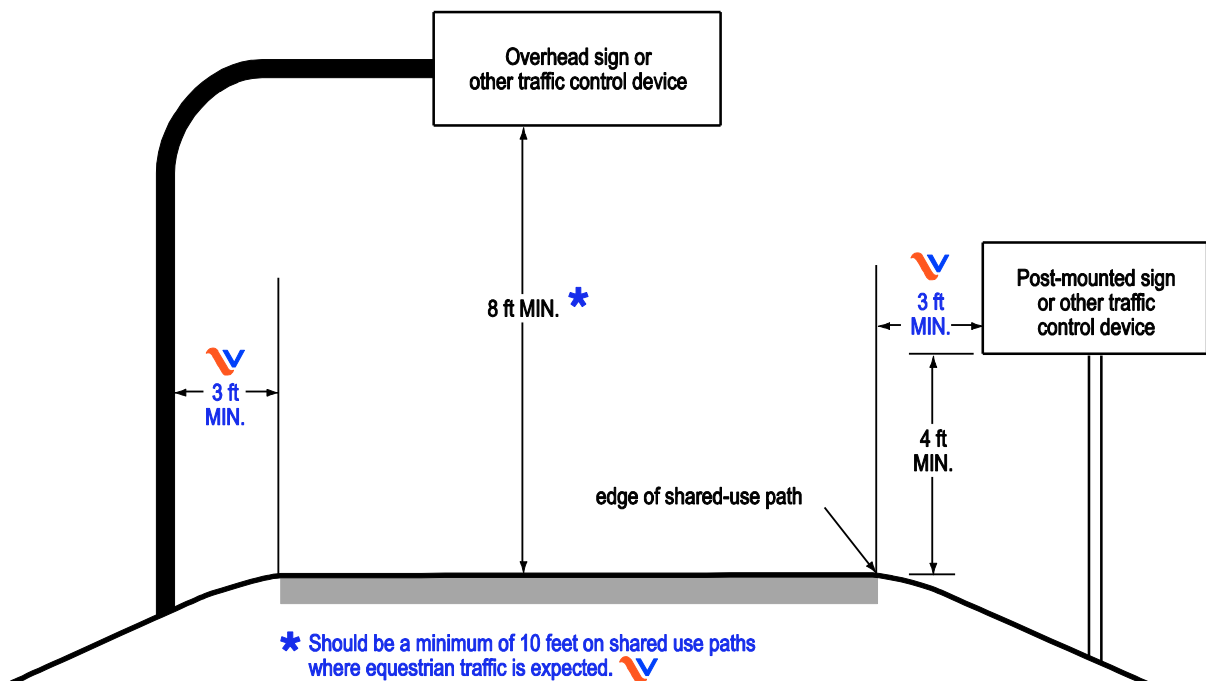 Overhead sign or
other traffic control device
8 ft MIN. *
3 ft
MIN.
Post-mounted sign
or other traffic
control device
3 ft
MIN.
4 ft
MIN.
edge of shared-use path
* Should be a minimum of 10 feet on shared use paths
where equestrian traffic is expected.